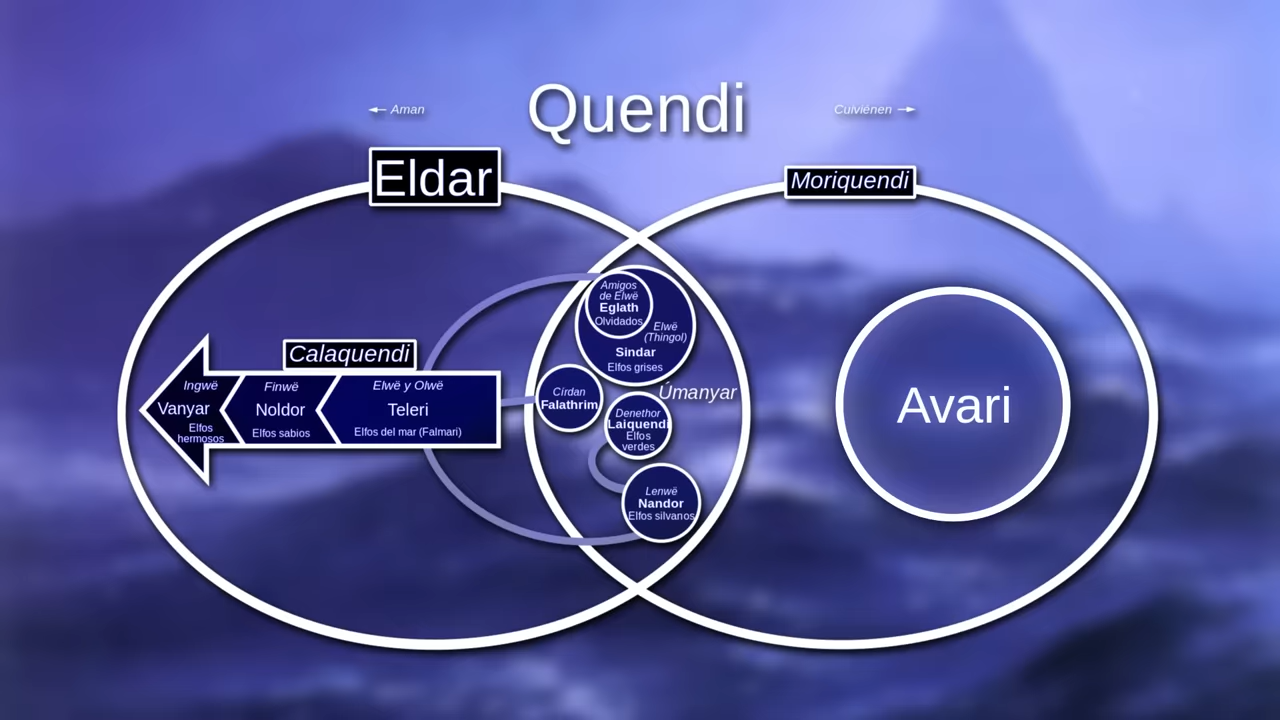 Quendi
← Aman
Cuiviénen →
Eldar
Moriquendi
Calaquendi
Ingwë
Vanyar
Elfos
hermosos
Finwë
Noldor
Elfos sabios
Elwë y Olwë
Teleri
Elfos del mar (Falmari)
Amigos
de Elwë
Eglath
Olvidados
Elwë
(Thingol)
Sindar
Elfos grises
Círdan
Falathrim
Úmanyar
Denethor
Laiquendi
Elfos
verdes
Lenwë
Nandor
Elfos silvanos
Avari